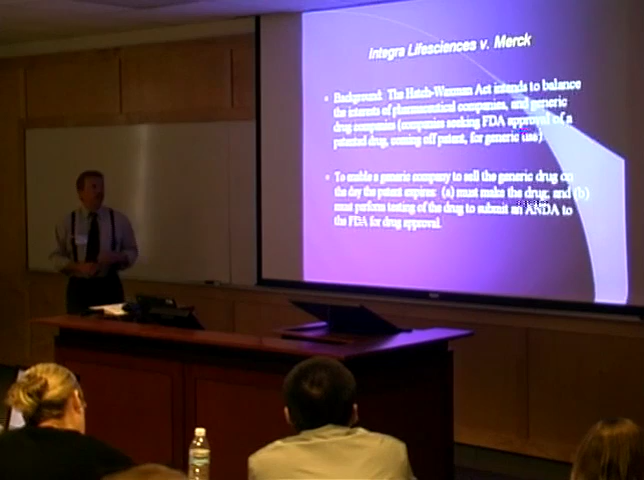 Integra Lifesciences v. Merck
Background: The Hatch-Waxman Act intends to balance
the interests of pharmaceutical companies, and generic
drug companies (companies seeking FDA approval of a
patented drug, coming off patent, for generic use)
To enable a generic company to sell the generic drug on
the day the patent expires: (a) must make the drug; and (b)
must perform testing of the drug to submit an ANDA to
the FDA for drug approval.